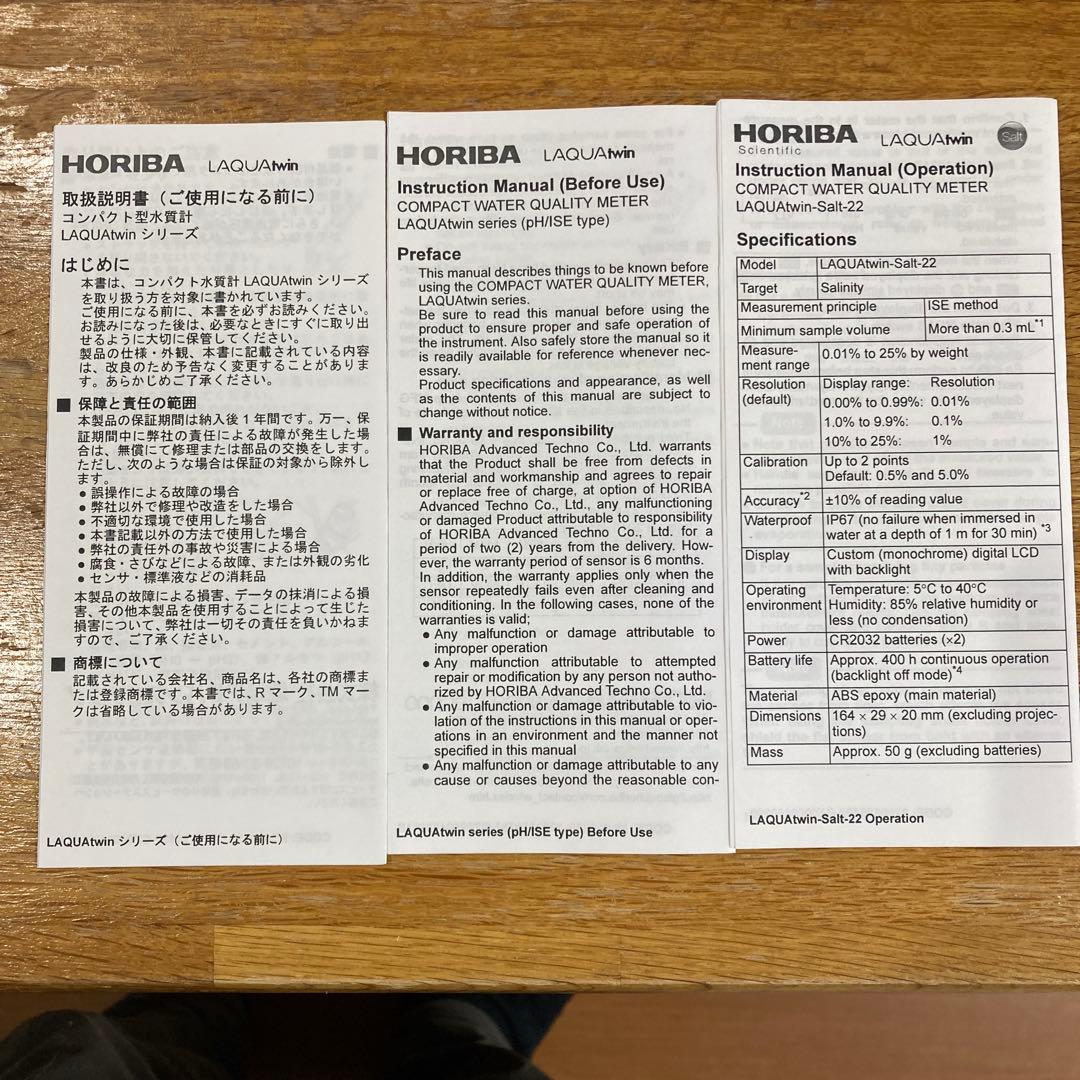 HORIBA LAQUAtwin
取扱説明書（ご使用になる前に）
コンパクト型水質計
LAQUAtwin シリーズ
はじめに
本書は、コンパクト水質計 LAQUAtwin シリーズ
を取り扱う方を対象に書かれています。
ご使用になる前に、本書を必ずお読みください。
お読みになった後は、必要なときにすぐに取り出
せるように大切に保管してください。
製品の仕様・外観、本書に記載されている内容
は、改良のため予告なく変更することがありま
す。あらかじめご了承ください。
■ 保障と責任の範囲
本製品の保証期間は納入後 1 年間です。万一、保
証期間中に弊社の責任による故障が発生した場
合は、無償にて修理または部品の交換をします。
ただし、次のような場合は保証の対象から除外し
ます。
● 誤操作による故障の場合
● 弊社以外で修理や改造をした場合
● 不適切な環境で使用した場合
● 本書記載以外の方法で使用した場合
● 弊社の責任外の事故や災害による場合
● 腐食・さびなどによる故障、または外観の劣化
● センサ・標準液などの消耗品
本製品の故障による損害、データの抹消による損
害、その他本製品を使用することによって生じた
損害について、弊社は一切その責任を負いかねま
すので、ご了承ください。
■ 商標について
記載されている会社名、商品名は、各社の商標ま
たは登録商標です。本書では、R マーク、TM マー
クは省略している場合があります。
LAQUAtwin シリーズ（ご使用になる前に）
HORIBA LAQUAtwin
Instruction Manual (Before Use)
COMPACT WATER QUALITY METER
LAQUAtwin series (pH/ISE type)
Preface
This manual describes things to be known before
using the COMPACT WATER QUALITY METER,
LAQUAtwin series.
Be sure to read this manual before using the
product to ensure proper and safe operation of
the instrument. Also safely store the manual so it
is readily available for reference whenever nec-
essary.
Product specifications and appearance, as well
as the contents of this manual are subject to
change without notice.
■ Warranty and responsibility
HORIBA Advanced Techno Co., Ltd. warrants
that the Product shall be free from defects in
material and workmanship and agrees to repair
or replace free of charge, at option of HORIBA
Advanced Techno Co., Ltd., any malfunctioning
or damaged Product attributable to responsibility
of HORIBA Advanced Techno Co., Ltd. for a
period of two (2) years from the delivery. How-
ever, the warranty period of sensor is 6 months.
In addition, the warranty applies only when the
sensor repeatedly fails even after cleaning and
conditioning. In the following cases, none of the
warranties is valid;
● Any malfunction or damage attributable to
improper operation
● Any malfunction attributable to attempted
repair or modification by any person not autho-
rized by HORIBA Advanced Techno Co., Ltd.
● Any malfunction or damage attributable to vio-
lation of the instructions in this manual or oper-
ations in an environment and the manner not
specified in this manual
● Any malfunction or damage attributable to any
cause or causes beyond the reasonable con-
LAQUAtwin series (pH/ISE type) Before Use
HORIBA LAQUAtwin Salt
Scientific
Instruction Manual (Operation)
COMPACT WATER QUALITY METER
LAQUAtwin-Salt-22
Specifications
Model LAQUAtwin-Salt-22
Target Salinity
Measurement principle ISE method
Minimum sample volume More than 0.3 mL*1
Measure-
ment range 0.01% to 25% by weight
Resolution Display range: Resolution
(default) 0.00% to 0.99%: 0.01%
1.0% to 9.9%: 0.1%
10% to 25%: 1%
Calibration Up to 2 points
Default: 0.5% and 5.0%
Accuracy*2 ±10% of reading value
Waterproof IP67 (no failure when immersed in
water at a depth of 1 m for 30 min) *3
Display Custom (monochrome) digital LCD
with backlight
Operating Temperature: 5°C to 40°C
environment Humidity: 85% relative humidity or
less (no condensation)
Power CR2032 batteries (×2)
Battery life Approx. 400 h continuous operation
(backlight off mode)*4
Material ABS epoxy (main material)
Dimensions 164 × 29 × 20 mm (excluding projec-
tions)
Mass Approx. 50 g (excluding batteries)
LAQUAtwin-Salt-22 Operation